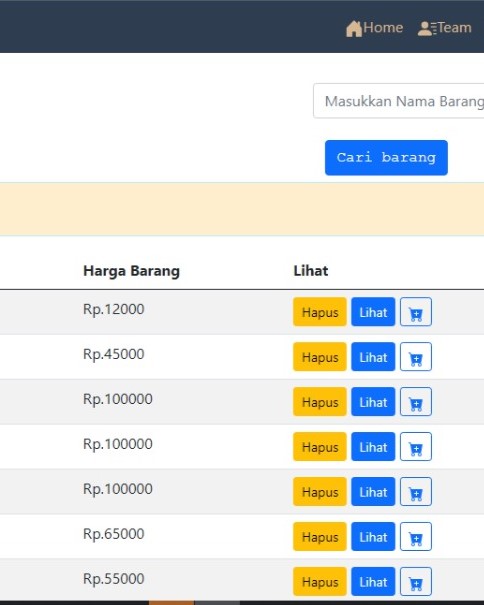 Home Team
Masukkan Nama Barang
Cari barang
Harga Barang Lihat
Rp.12000 Hapus Lihat
Rp.45000 Hapus Lihat
Rp.100000 Hapus Lihat
Rp.100000 Hapus Lihat
Rp.100000 Hapus Lihat
Rp.65000 Hapus Lihat
Rp.55000 Hapus Lihat